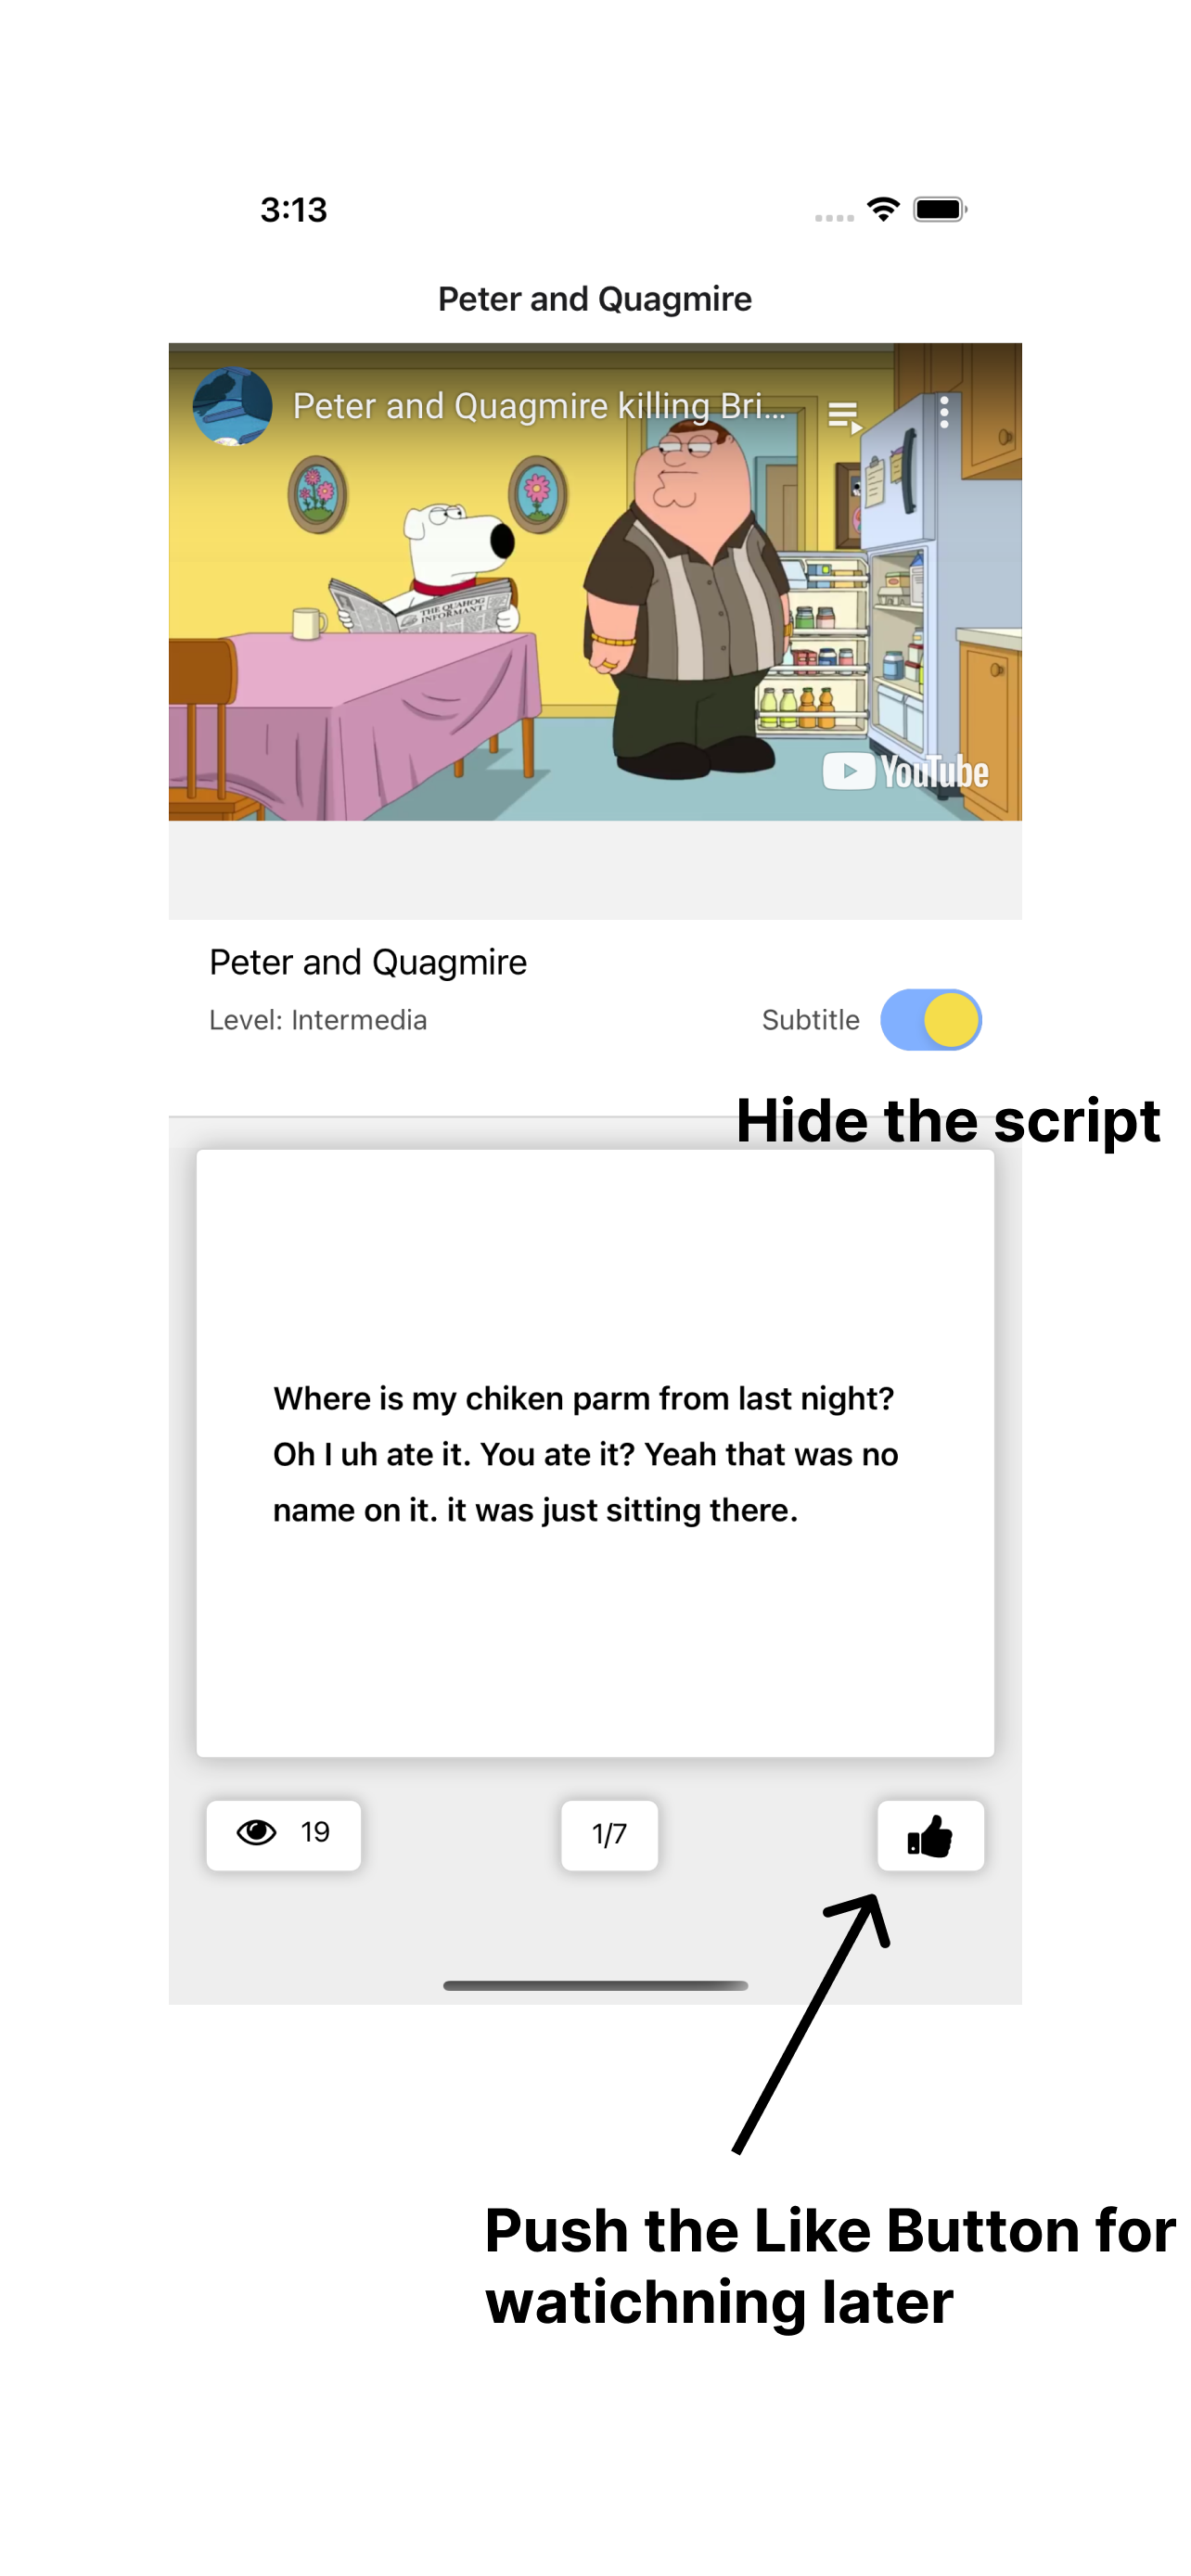 3:13
Peter and Quagmire
Peter and Quagmire killing Bri...
THE QUAHOG
INFORMANT
YouTube
Peter and Quagmire
Level: Intermedia
Subtitle
Hide the script
Where is my chiken parm from last night?
Oh I uh ate it. You ate it? Yeah that was no
name on it. it was just sitting there.
19
1/7
Push the Like Button for
watichning later